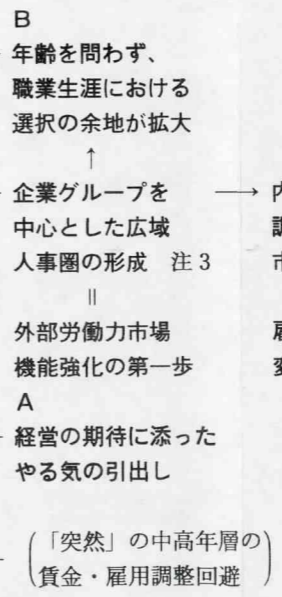 B
年齢を問わず、
職業生涯における
選択の余地が拡大
↑
企業グループを →
中心とした広域
人事圏の形成 注3
||
外部労働力市場
機能強化の第一歩
A
経営の期待に添った
やる気の引出し
(「突然」の中高年層の
賃金・雇用調整回避)